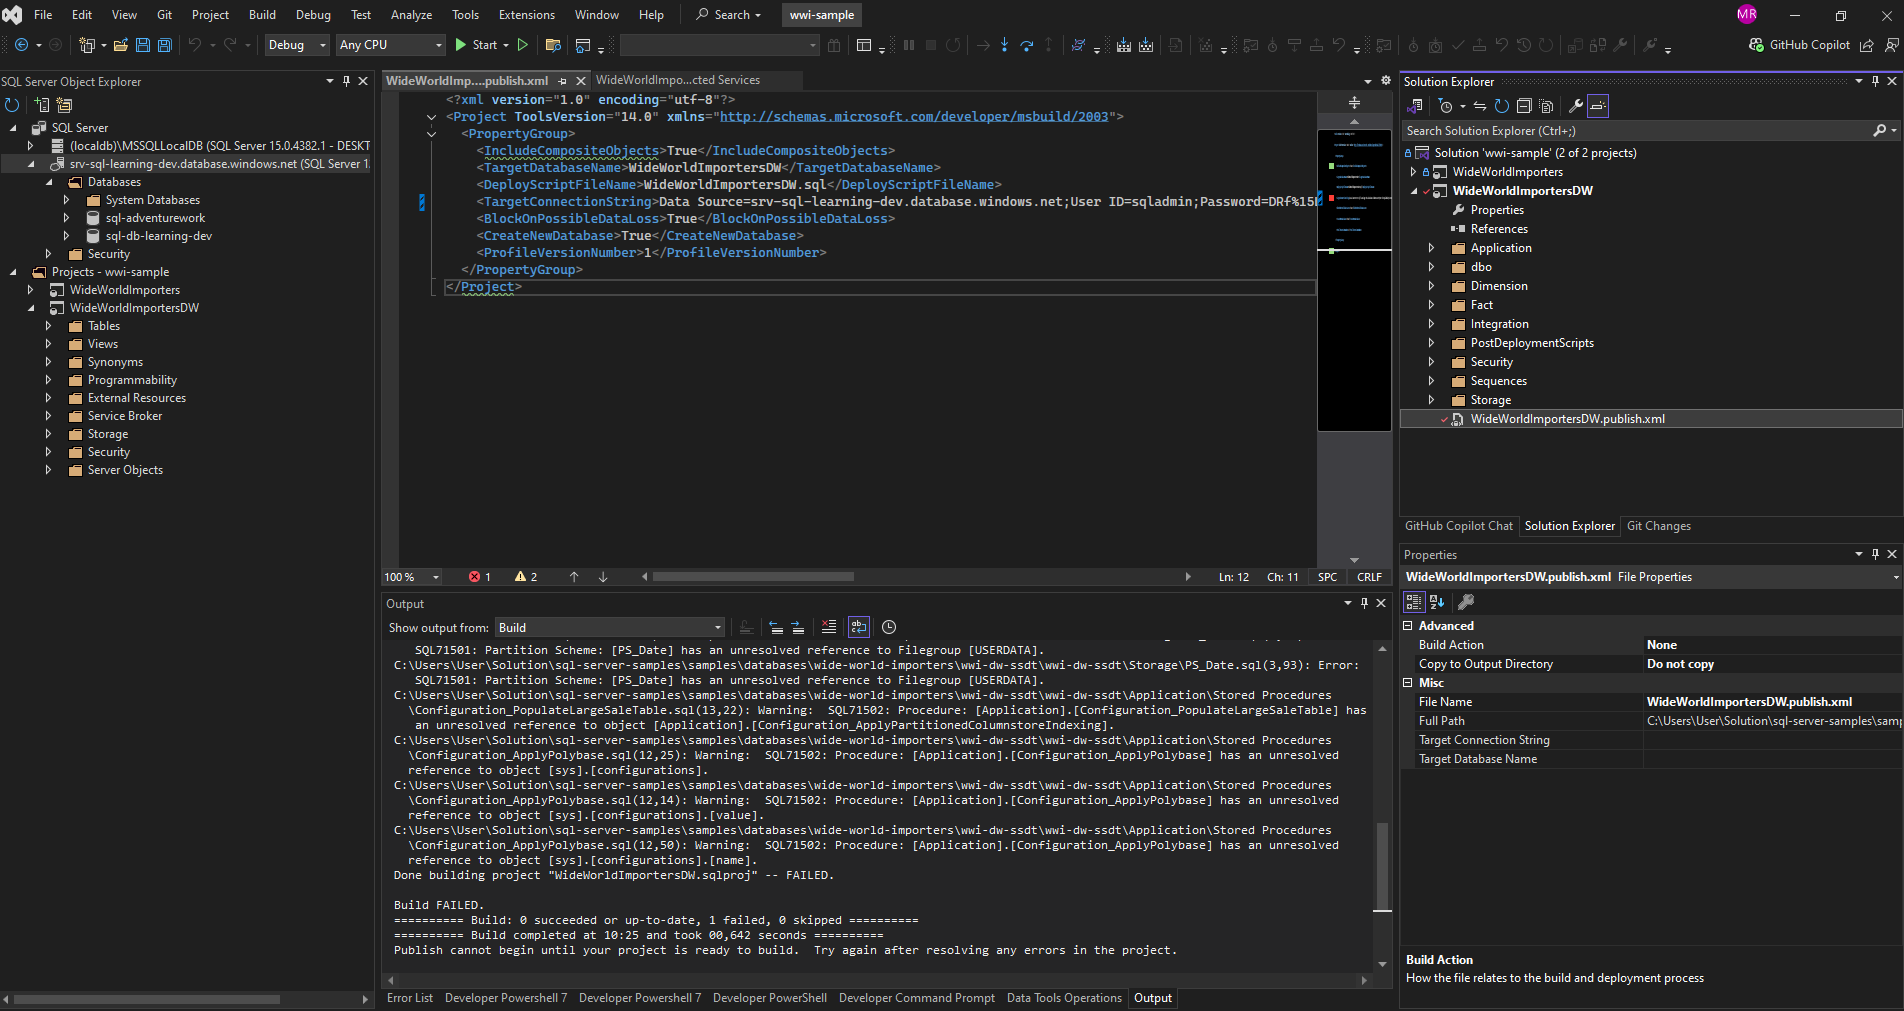 File Edit View Git Project Build Debug Test Analyze Tools Extensions Window Help Search wwi-sample MR
Debug Any CPU Start GitHub Copilot
SQL Server Object Explorer
SQL Server
(localdb)\MSSQLLocalDB (SQL Server 15.0.4382.1 - DESKT
srv-sql-learning-dev.database.windows.net (SQL Server 1
Databases
System Databases
sql-adventurework
sql-db-learning-dev
Security
Projects - wwi-sample
WideWorldImporters
WideWorldImportersDW
Tables
Views
Synonyms
Programmability
External Resources
Service Broker
Storage
Security
Server Objects
WideWorldImp....publish.xml WideWorldImpo...cted Services
<?xml version="1.0" encoding="utf-8"?>
<Project ToolsVersion="14.0" xmlns="http://schemas.microsoft.com/developer/msbuild/2003">
<PropertyGroup>
<IncludeCompositeObjects>True</IncludeCompositeObjects>
<TargetDatabaseName>WideWorldImportersDW</TargetDatabaseName>
<DeployScriptFileName>WideWorldImportersDW.sql</DeployScriptFileName>
<TargetConnectionString>Data Source=srv-sql-learning-dev.database.windows.net;User ID=sqladmin;Password=DRf%15
<BlockOnPossibleDataLoss>True</BlockOnPossibleDataLoss>
<CreateNewDatabase>True</CreateNewDatabase>
<ProfileVersionNumber>1</ProfileVersionNumber>
</PropertyGroup>
</Project>
100 % 1 2 Ln: 12 Ch: 11 SPC CRLF
Output
Show output from: Build
SQL71501: Partition Scheme: [PS_Date] has an unresolved reference to Filegroup [USERDATA].
C:\Users\User\Solution\sql-server-samples\samples\databases\wide-world-importers\wwi-dw-ssdt\wwi-dw-ssdt\Storage\PS_Date.sql(3,93): Error:
SQL71501: Partition Scheme: [PS_Date] has an unresolved reference to Filegroup [USERDATA].
C:\Users\User\Solution\sql-server-samples\samples\databases\wide-world-importers\wwi-dw-ssdt\wwi-dw-ssdt\Application\Stored Procedures
\Configuration_PopulateLargeSaleTable.sql(13,22): Warning:  SQL71502: Procedure: [Application].[Configuration_PopulateLargeSaleTable] has
an unresolved reference to object [Application].[Configuration_ApplyPartitionedColumnstoreIndexing].
C:\Users\User\Solution\sql-server-samples\samples\databases\wide-world-importers\wwi-dw-ssdt\wwi-dw-ssdt\Application\Stored Procedures
\Configuration_ApplyPolybase.sql(12,25): Warning:  SQL71502: Procedure: [Application].[Configuration_ApplyPolybase] has an unresolved
reference to object [sys].[configurations].
C:\Users\User\Solution\sql-server-samples\samples\databases\wide-world-importers\wwi-dw-ssdt\wwi-dw-ssdt\Application\Stored Procedures
\Configuration_ApplyPolybase.sql(12,14): Warning:  SQL71502: Procedure: [Application].[Configuration_ApplyPolybase] has an unresolved
reference to object [sys].[configurations].[value].
C:\Users\User\Solution\sql-server-samples\samples\databases\wide-world-importers\wwi-dw-ssdt\wwi-dw-ssdt\Application\Stored Procedures
\Configuration_ApplyPolybase.sql(12,50): Warning:  SQL71502: Procedure: [Application].[Configuration_ApplyPolybase] has an unresolved
reference to object [sys].[configurations].[name].
Done building project "WideWorldImportersDW.sqlproj" -- FAILED.
Build FAILED.
========== Build: 0 succeeded or up-to-date, 1 failed, 0 skipped ==========
========== Build completed at 10:25 and took 00,642 seconds ==========
Publish cannot begin until your project is ready to build.  Try again after resolving any errors in the project.
Error List Developer Powershell 7 Developer Powershell 7 Developer PowerShell Developer Command Prompt Data Tools Operations Output
Solution Explorer
Search Solution Explorer (Ctrl+;)
Solution 'wwi-sample' (2 of 2 projects)
WideWorldImporters
WideWorldImportersDW
Properties
References
Application
dbo
Dimension
Fact
Integration
PostDeploymentScripts
Security
Sequences
Storage
WideWorldImportersDW.publish.xml
GitHub Copilot Chat Solution Explorer Git Changes
Properties
WideWorldImportersDW.publish.xml File Properties
Advanced
Build Action None
Copy to Output Directory Do not copy
Misc
File Name WideWorldImportersDW.publish.xml
Full Path C:\Users\User\Solution\sql-server-samples\samp
Target Connection String
Target Database Name
Build Action
How the file relates to the build and deployment process